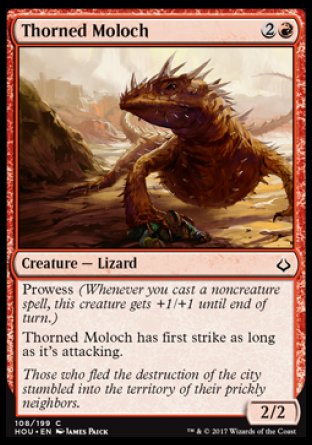 Thorned Moloch 2
Creature — Lizard
Prowess (Whenever you cast a noncreature
spell, this creature gets +1/+1 until end of
turn.)
Thorned Moloch has first strike as long
as it's attacking.
Those who fled the destruction of the city
stumbled into the territory of their prickly
neighbors.
2/2
108/199 C
HOU • EN James Paick
™ & © 2017 Wizards of the Coast